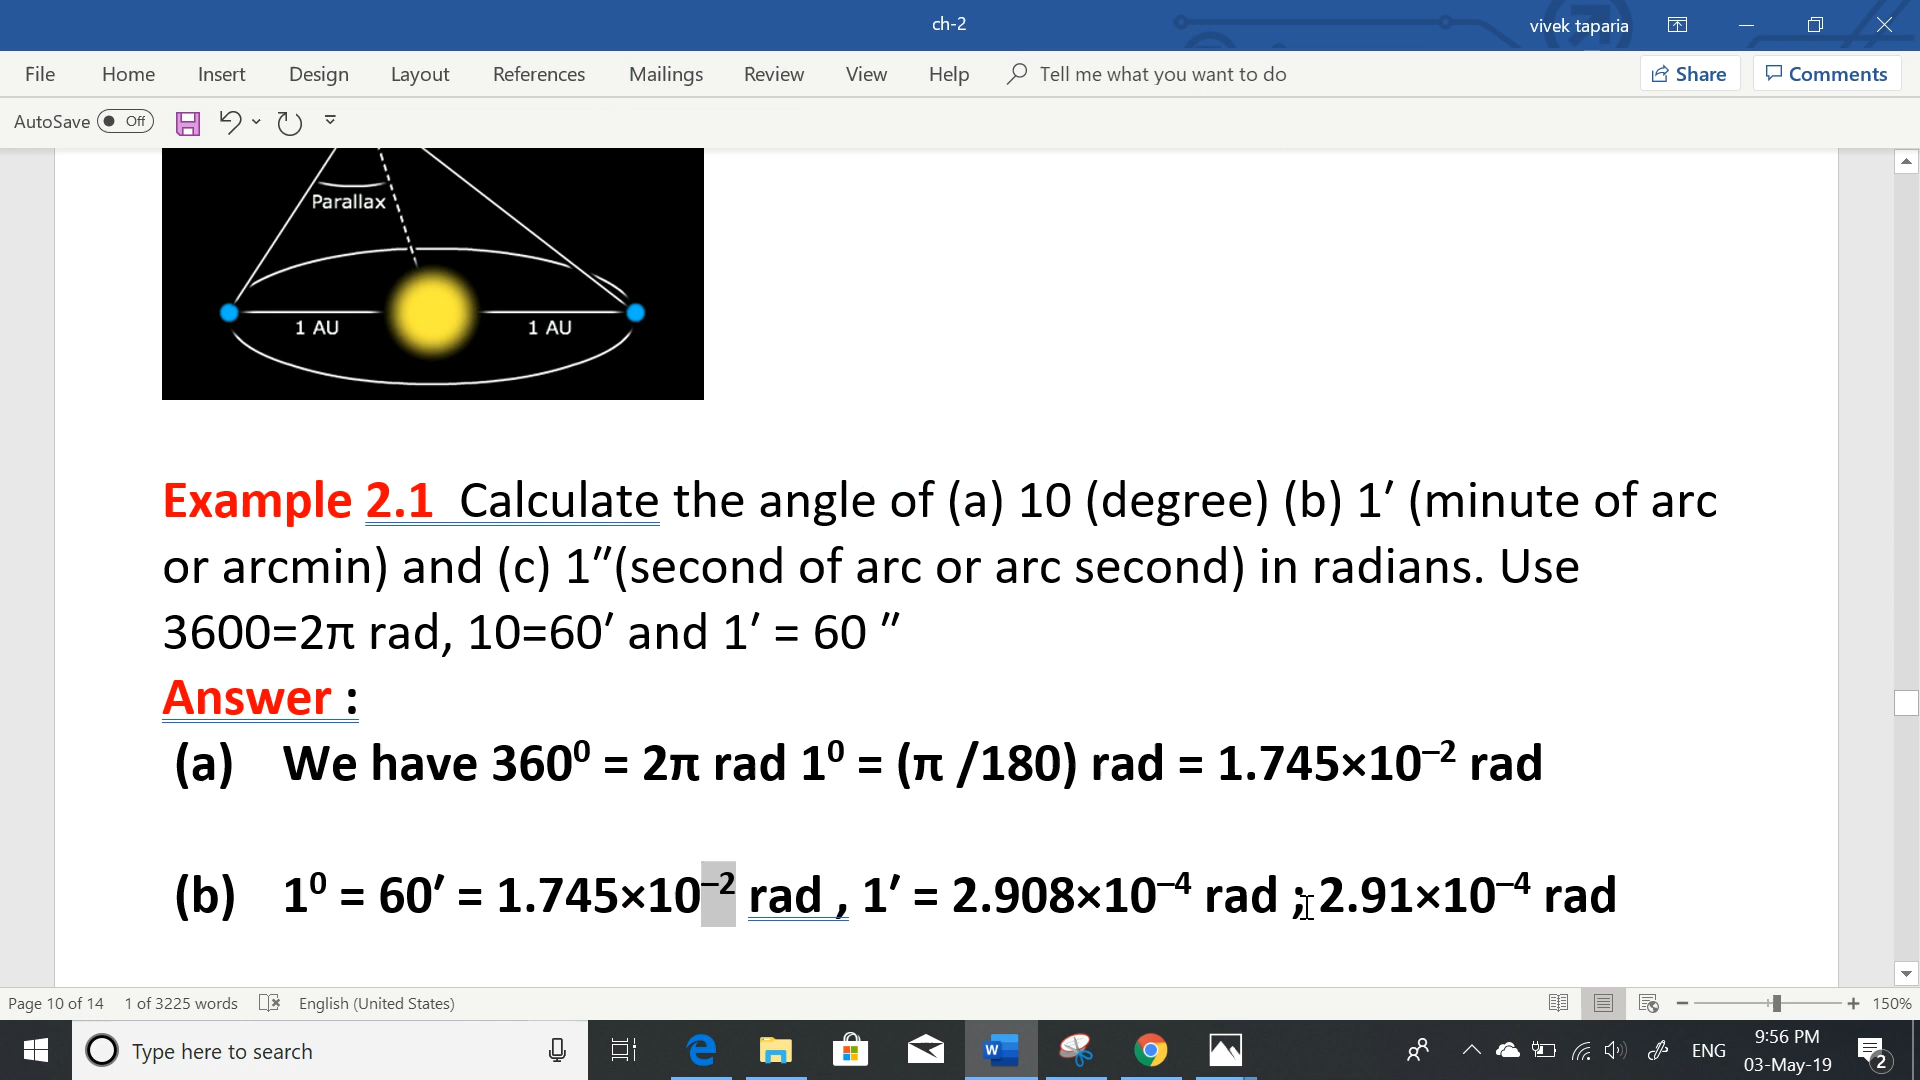 ch-2
vivek taparia
File Home Insert Design Layout References Mailings Review View Help Tell me what you want to do Share Comments
AutoSave Off
Parallax
1 AU 1 AU
Example 2.1 Calculate the angle of (a) 10 (degree) (b) 1′ (minute of arc
or arcmin) and (c) 1″(second of arc or arc second) in radians. Use
3600=2π rad, 10=60′ and 1′ = 60 ″
Answer :
(a) We have 360⁰ = 2π rad 1⁰ = (π /180) rad = 1.745×10⁻² rad
(b) 1⁰ = 60′ = 1.745×10⁻² rad , 1′ = 2.908×10⁻⁴ rad ; 2.91×10⁻⁴ rad
Page 10 of 14 1 of 3225 words English (United States) 150%
Type here to search
W
ENG
9:56 PM
03-May-19
2